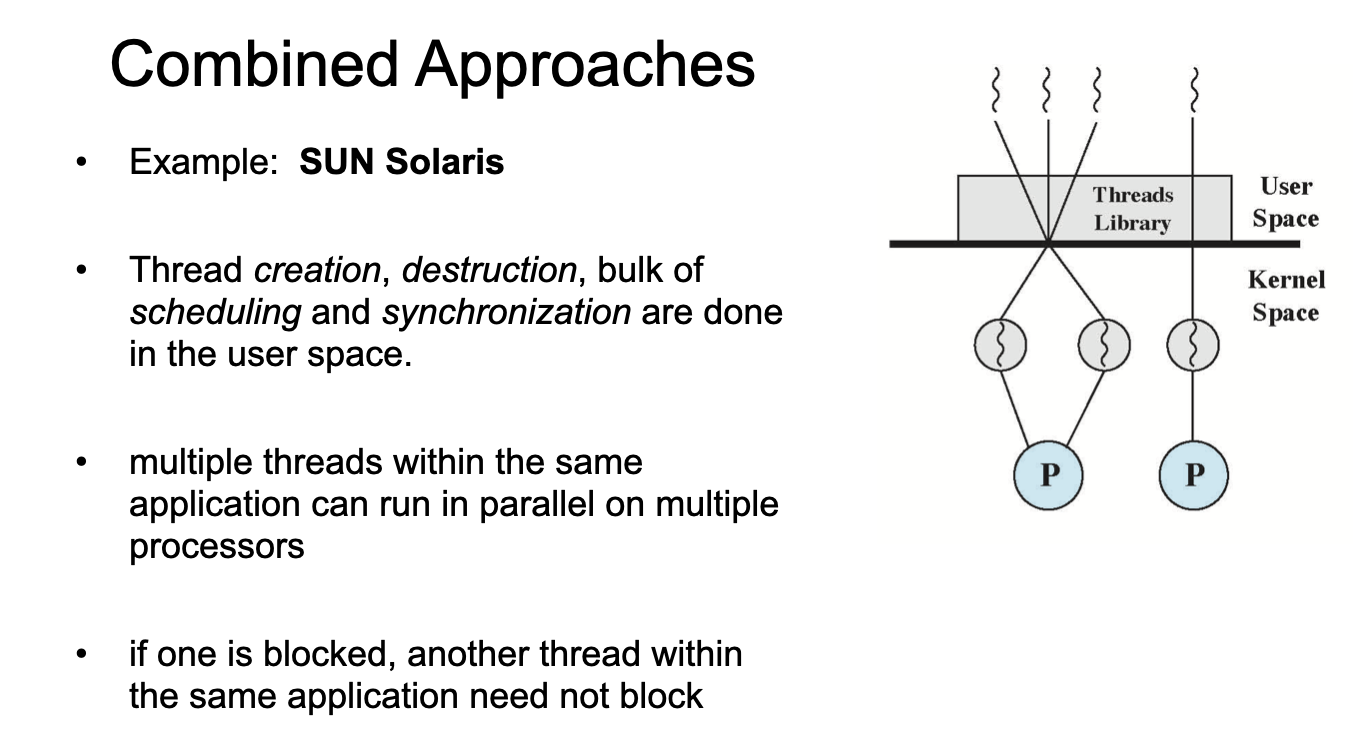 Combined Approaches
• Example: SUN Solaris
• Thread creation, destruction, bulk of
scheduling and synchronization are done
in the user space.
• multiple threads within the same
application can run in parallel on multiple
processors
• if one is blocked, another thread within
the same application need not block
Threads
Library
User
Space
Kernel
Space
P
P